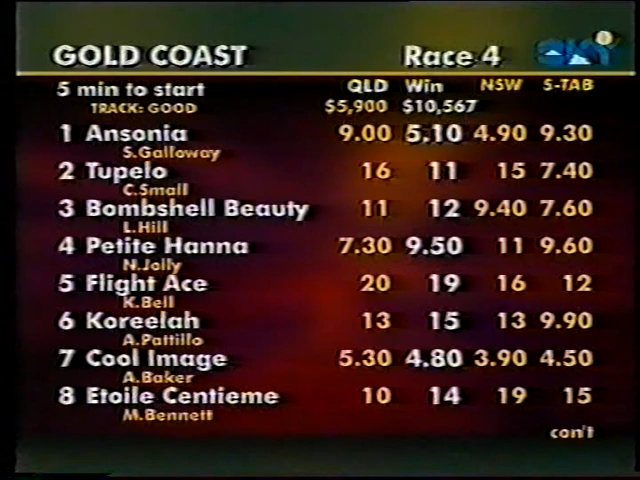 GOLD COAST Race 4 SKY 1
5 min to start QLD Win NSW S-TAB
TRACK: GOOD $5,900 $10,567
1 Ansonia 9.00 5.10 4.90 9.30
S.Galloway
2 Tupelo 16 11 15 7.40
C.Small
3 Bombshell Beauty 11 12 9.40 7.60
L.Hill
4 Petite Hanna 7.30 9.50 11 9.60
N.Jolly
5 Flight Ace 20 19 16 12
K.Bell
6 Koreelah 13 15 13 9.90
A.Pattillo
7 Cool Image 5.30 4.80 3.90 4.50
A.Baker
8 Etoile Centieme 10 14 19 15
M.Bennett
con't